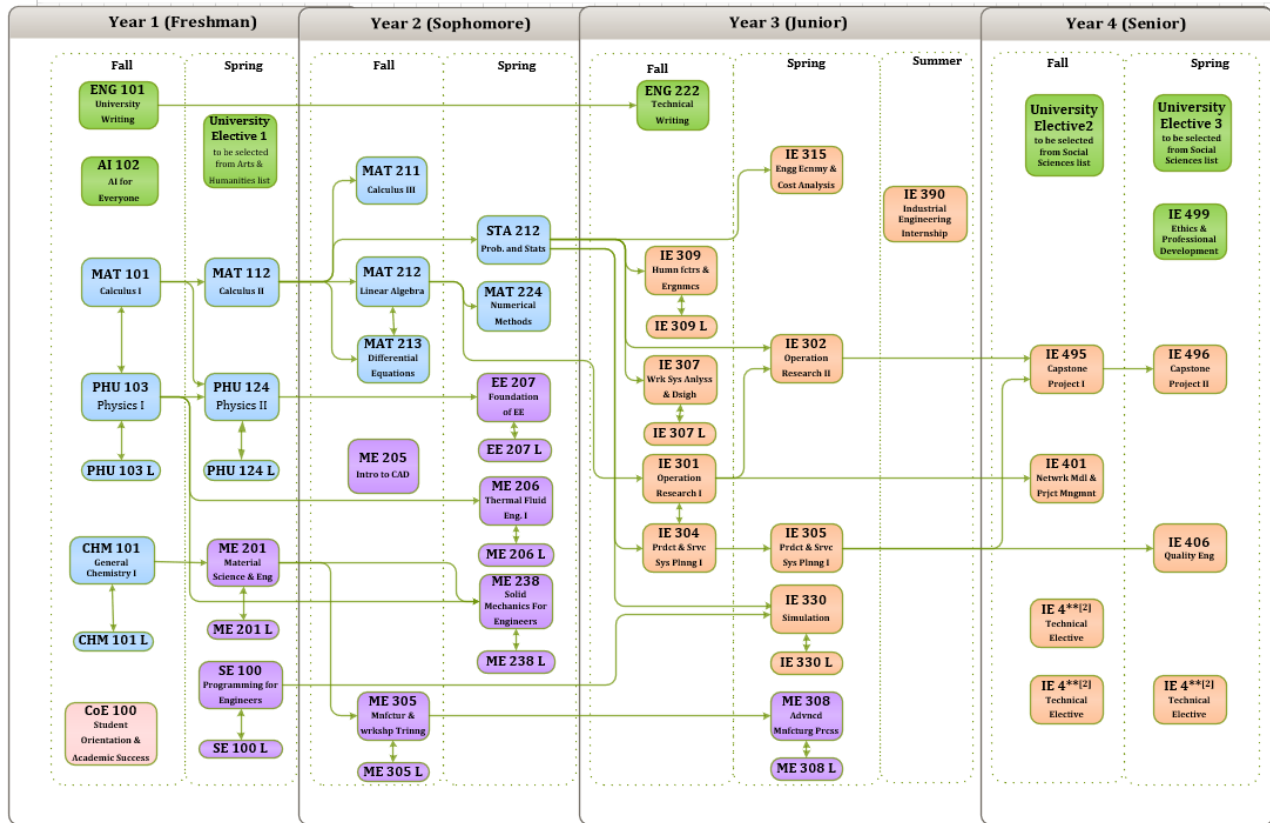 Year 1 (Freshman)
Year 2 (Sophomore)
Year 3 (Junior)
Year 4 (Senior)
Fall
Spring
Fall
Spring
Fall
Spring
Summer
Fall
Spring
ENG 101
University
Writing
AI 102
AI for
Everyone
MAT 101
Calculus I
PHU 103
Physics I
PHU 103 L
CHM 101
General
Chemistry I
CHM 101 L
CoE 100
Student
Orientation &
Academic Success
University
Elective 1
to be selected
from Arts &
Humanities list
MAT 112
Calculus II
PHU 124
Physics II
PHU 124 L
ME 201
Material
Science & Eng
ME 201 L
SE 100
Programming for
Engineers
SE 100 L
MAT 211
Calculus III
MAT 212
Linear Algebra
MAT 213
Differential
Equations
ME 205
Intro to CAD
ME 305
Mnfctur &
wrkshp Trinng
ME 305 L
STA 212
Prob. and Stats
MAT 224
Numerical
Methods
EE 207
Foundation
of EE
EE 207 L
ME 206
Thermal Fluid
Eng. I
ME 206 L
ME 238
Solid
Mechanics For
Engineers
ME 238 L
ENG 222
Technical
Writing
IE 309
Humn fctrs &
Ergnmcs
IE 309 L
IE 307
Wrk Sys Anlyss
& Dsigh
IE 307 L
IE 301
Operation
Research I
IE 304
Prdct & Srvc
Sys Plnng I
IE 315
Engg Ecnmy &
Cost Analysis
IE 302
Operation
Research II
IE 305
Prdct & Srvc
Sys Plnng I
IE 330
Simulation
IE 330 L
ME 308
Advncd
Mnfcturg Prcss
ME 308 L
IE 390
Industrial
Engineering
Internship
University
Elective2
to be selected
from Social
Sciences list
IE 495
Capstone
Project I
IE 401
Netwrk Mdl &
Prjct Mngmnt
IE 4**[2]
Technical
Elective
IE 4**[2]
Technical
Elective
University
Elective 3
to be selected
from Social
Sciences list
IE 499
Ethics &
Professional
Development
IE 496
Capstone
Project II
IE 406
Quality Eng
IE 4**[2]
Technical
Elective